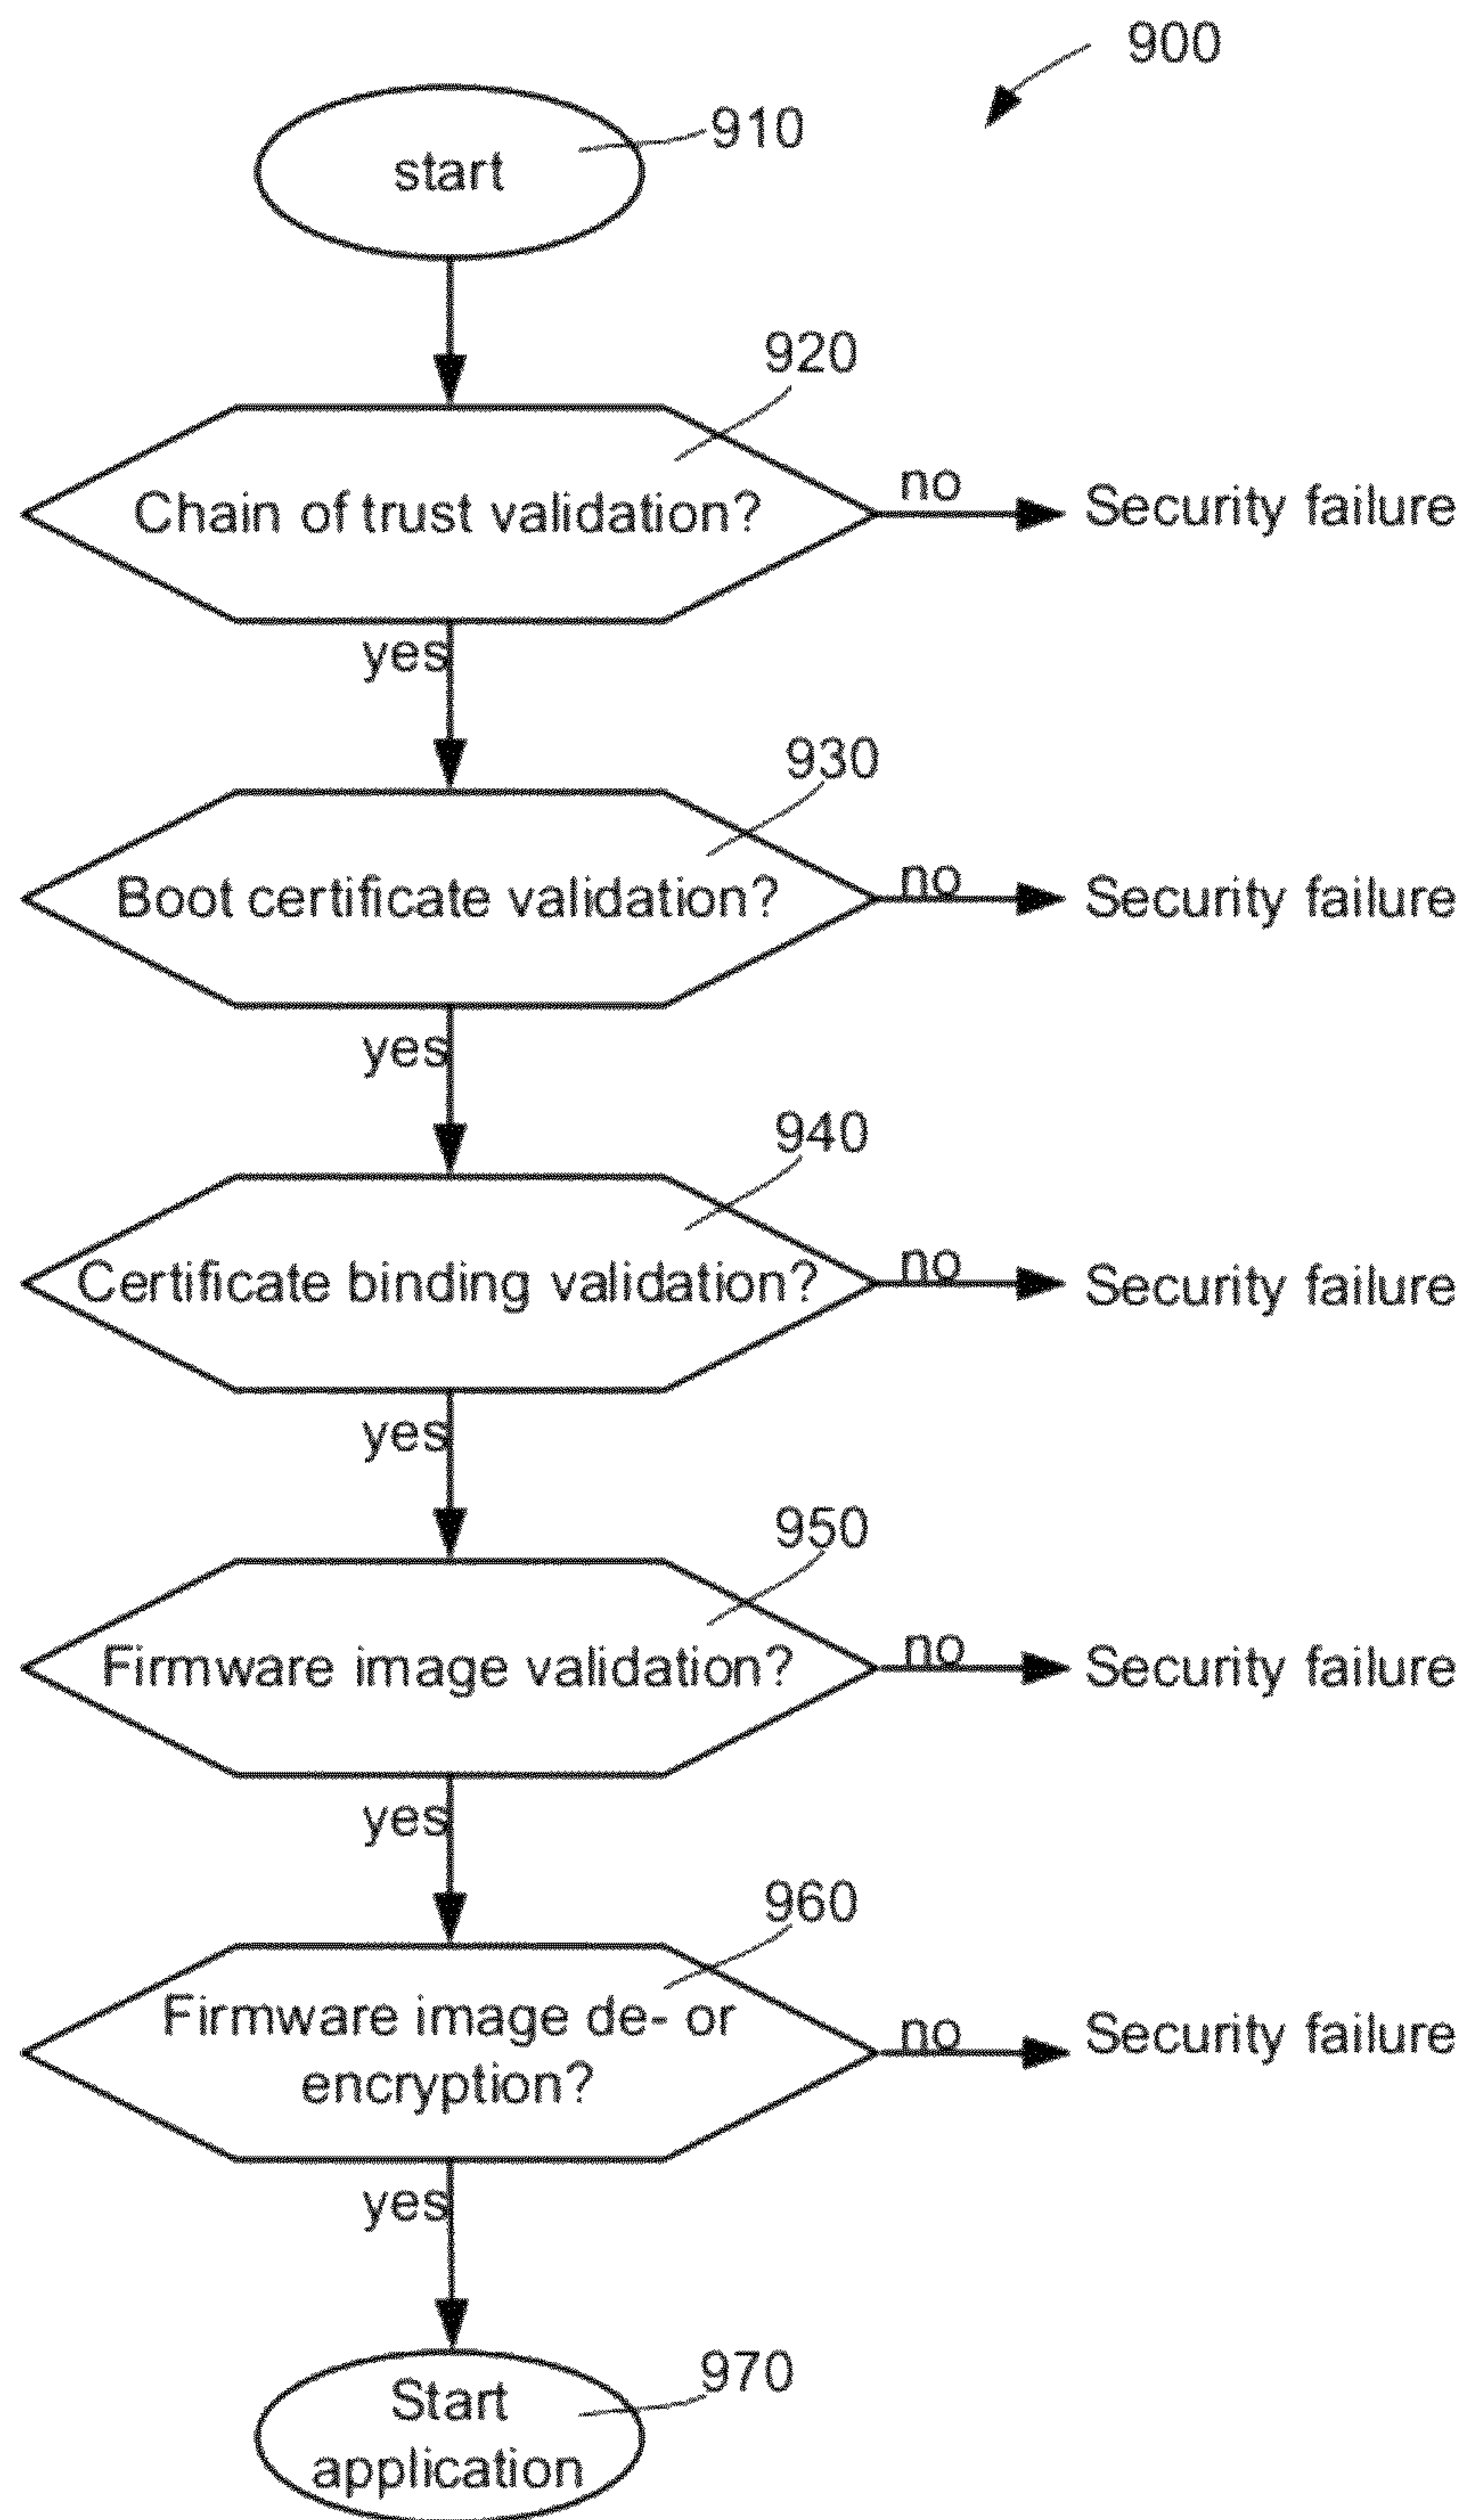 900
910
start
920
Chain of trust validation?
no
Security failure
yes
930
Boot certificate validation?
no
Security failure
yes
940
Certificate binding validation?
no
Security failure
yes
950
Firmware image validation?
no
Security failure
yes
960
Firmware image de- or
encryption?
no
Security failure
yes
970
Start
application